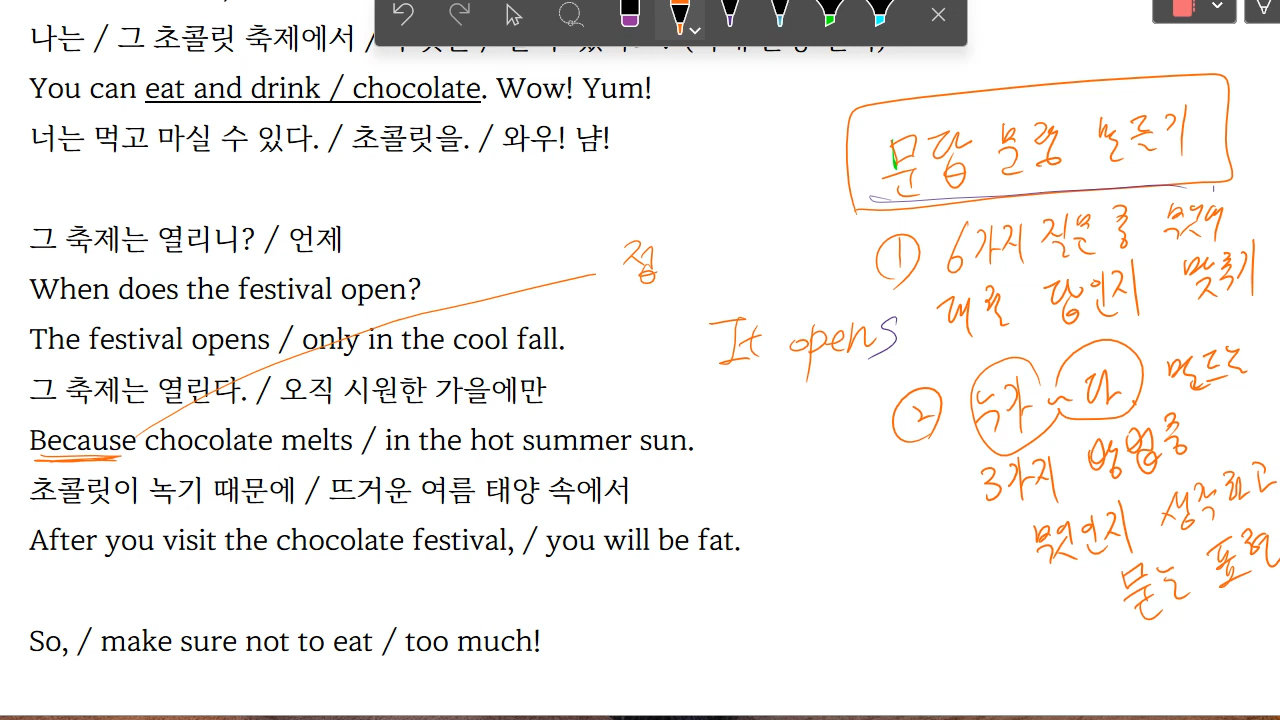 나는 / 그 초콜릿 축제에서 /
You can eat and drink / chocolate. Wow! Yum!
너는 먹고 마실 수 있다. / 초콜릿을. / 와우! 냠!
그 축제는 열리니? / 언제
When does the festival open?
The festival opens / only in the cool fall.
그 축제는 열린다. / 오직 시원한 가을에만
Because chocolate melts / in the hot summer sun.
초콜릿이 녹기 때문에 / 뜨거운 여름 태양 속에서
After you visit the chocolate festival, / you will be fat.
So, / make sure not to eat / too much!
접
It opens
문답 불렁 놀기
① 6가지 질문 중 무엇에
대한 답인지 맞추기
② 누가 ~ 다. 만드는
3가지 방법중
무엇인지 생각하고
묻는 표현